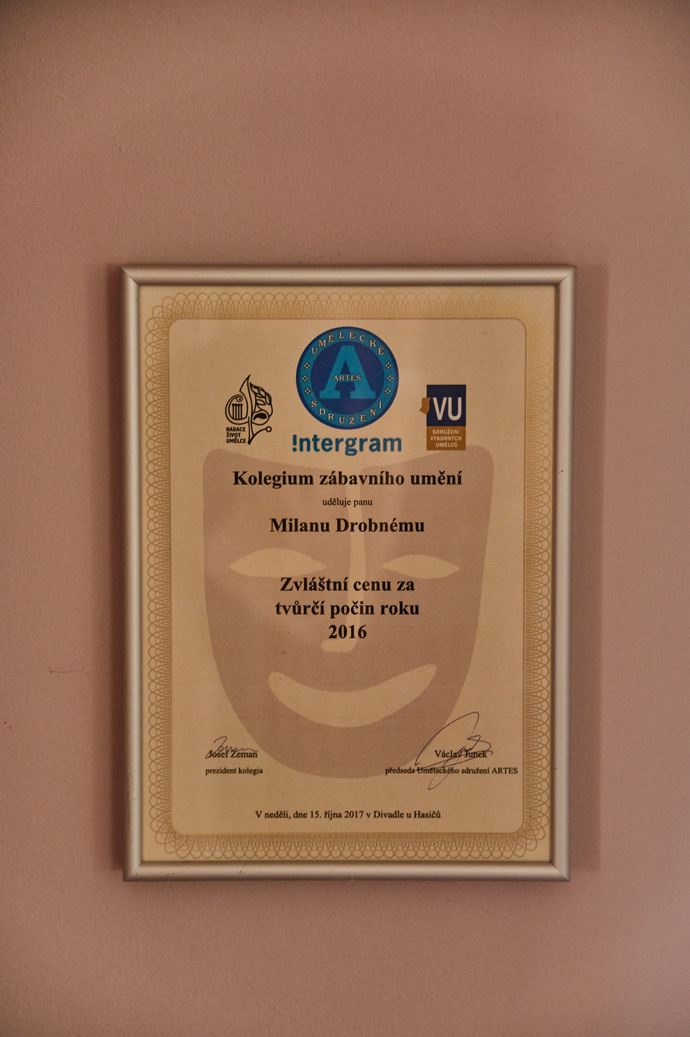 UMĚLECKÉ
ARTES
SDRUŽENÍ
NADACE
ŽIVOT
UMĚLCE
!ntergram
VU
SDRUŽENÍ
VÝKONNÝCH
UMĚLCŮ
Kolegium zábavního umění
uděluje panu
Milanu Drobnému
Zvláštní cenu za
tvůrčí počin roku
2016
Josef Zeman
prezident kolegia
Václav Junek
předseda Uměleckého sdružení ARTES
V neděli, dne 15. října 2017 v Divadle u Hasičů